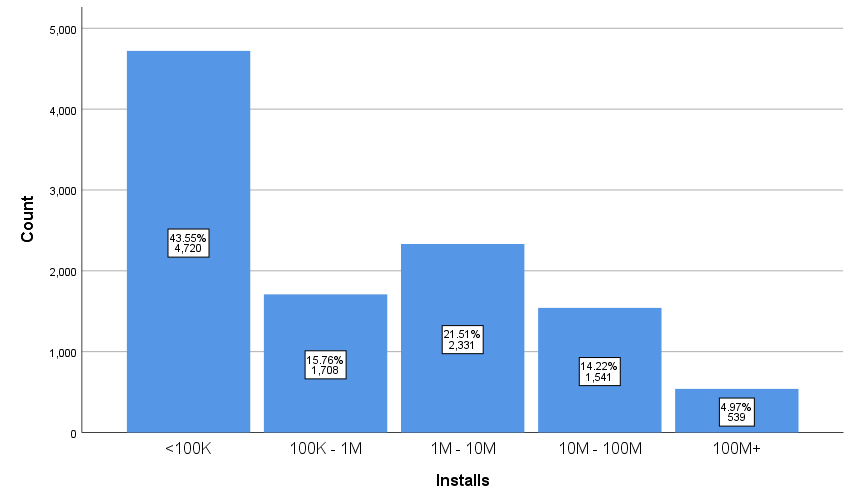 5,000
4,000
3,000
2,000
1,000
0
Count
43.55%
4,720
15.76%
1,708
21.51%
2,331
14.22%
1,541
4.97%
539
<100K
100K - 1M
1M - 10M
10M - 100M
100M+
Installs